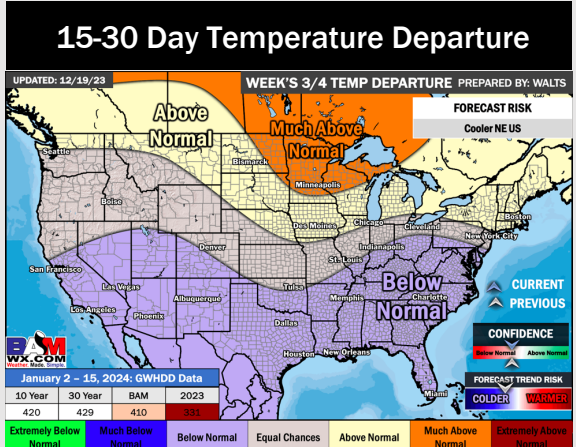 15-30 Day Temperature Departure
UPDATED: 12/19/23
WEEK'S 3/4 TEMP DEPARTURE PREPARED BY: WALTS
FORECAST RISK
Cooler NE US
Above
Normal
Much Above
Normal
Seattle
Bismarck
Minneapolis
Boise
Boston
Des Moines
Chicago
Cleveland
New York City
Denver
Indianapolis
St. Louis
San Francisco
Tulsa
Below
Normal
Las Vegas
Albuquerque
Memphis
Charlotte
Los Angeles
Phoenix
Dallas
Houston
New Orleans
Miami
CURRENT
PREVIOUS
CONFIDENCE
Below Normal Above Normal
FORECAST TREND RISK
COLDER WARMER
BAM
WX.COM
Weather. Made. Simple.
January 2 – 15, 2024: GWHDD Data
10 Year 30 Year BAM 2023
420 429 410 331
Extremely Below
Normal
Much Below
Normal
Below Normal
Equal Chances
Above Normal
Much Above
Normal
Extremely Above
Normal